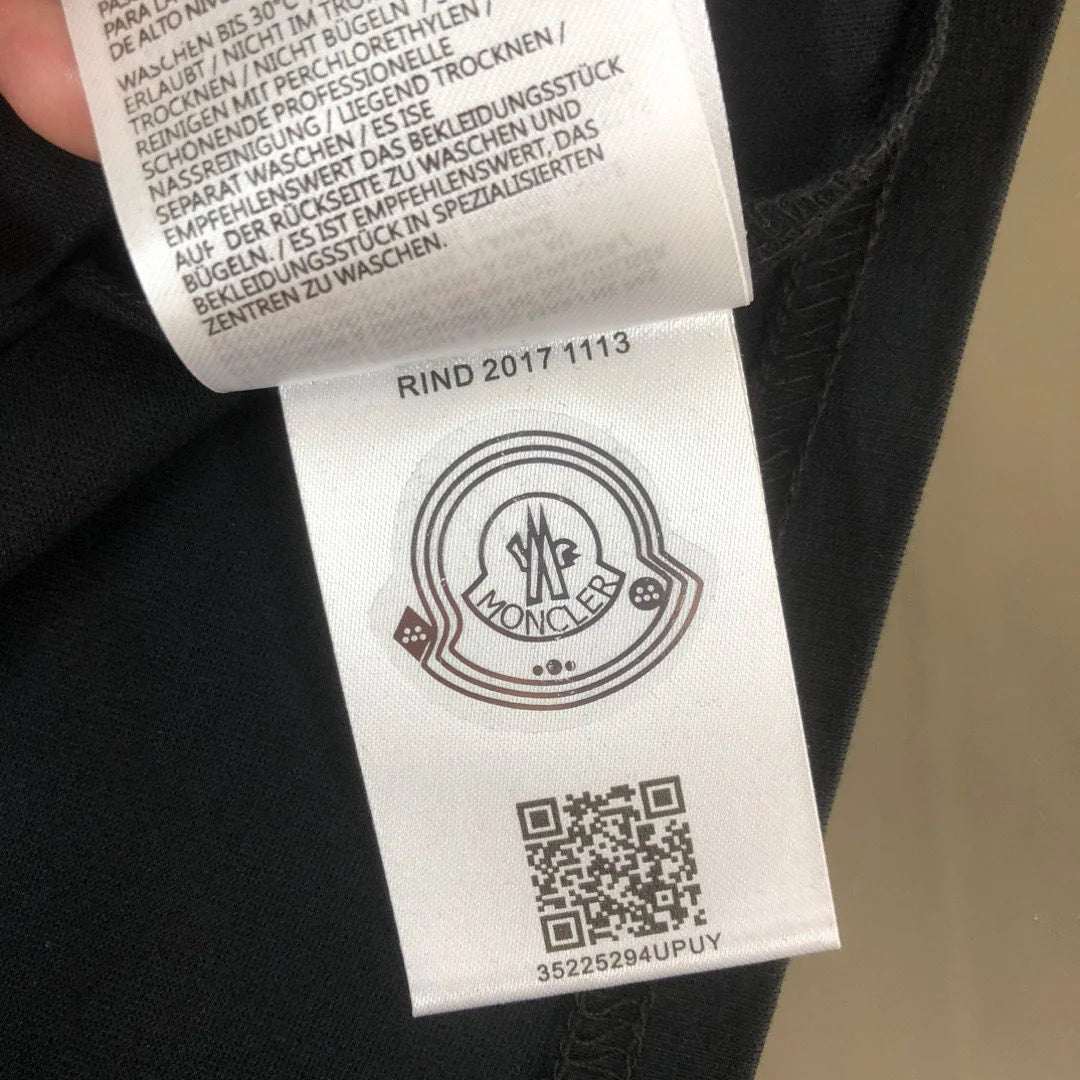 PARA LA
DE ALTO NIV
WASCHEN BIS 30°C
ERLAUBT / NICHT IM TRO
TROCKNEN / NICHT BÜGELN /
REINIGEN MIT PERCHLORETHYLEN /
SCHONENDE PROFESSIONELLE
NASSREINIGUNG / LIEGEND TROCKNEN /
SEPARAT WASCHEN / ES ISE
EMPFEHLENSWERT DAS BEKLEIDUNGSSTÜCK
AUF DER RÜCKSEITE ZU WASCHEN UND
BÜGELN. / ES IST EMPFEHLENSWERT, DAS
BEKLEIDUNGSSTÜCK IN SPEZIALISIERTEN
ZENTREN ZU WASCHEN.
RIND 2017 1113
MONCLER
35225294UPUY